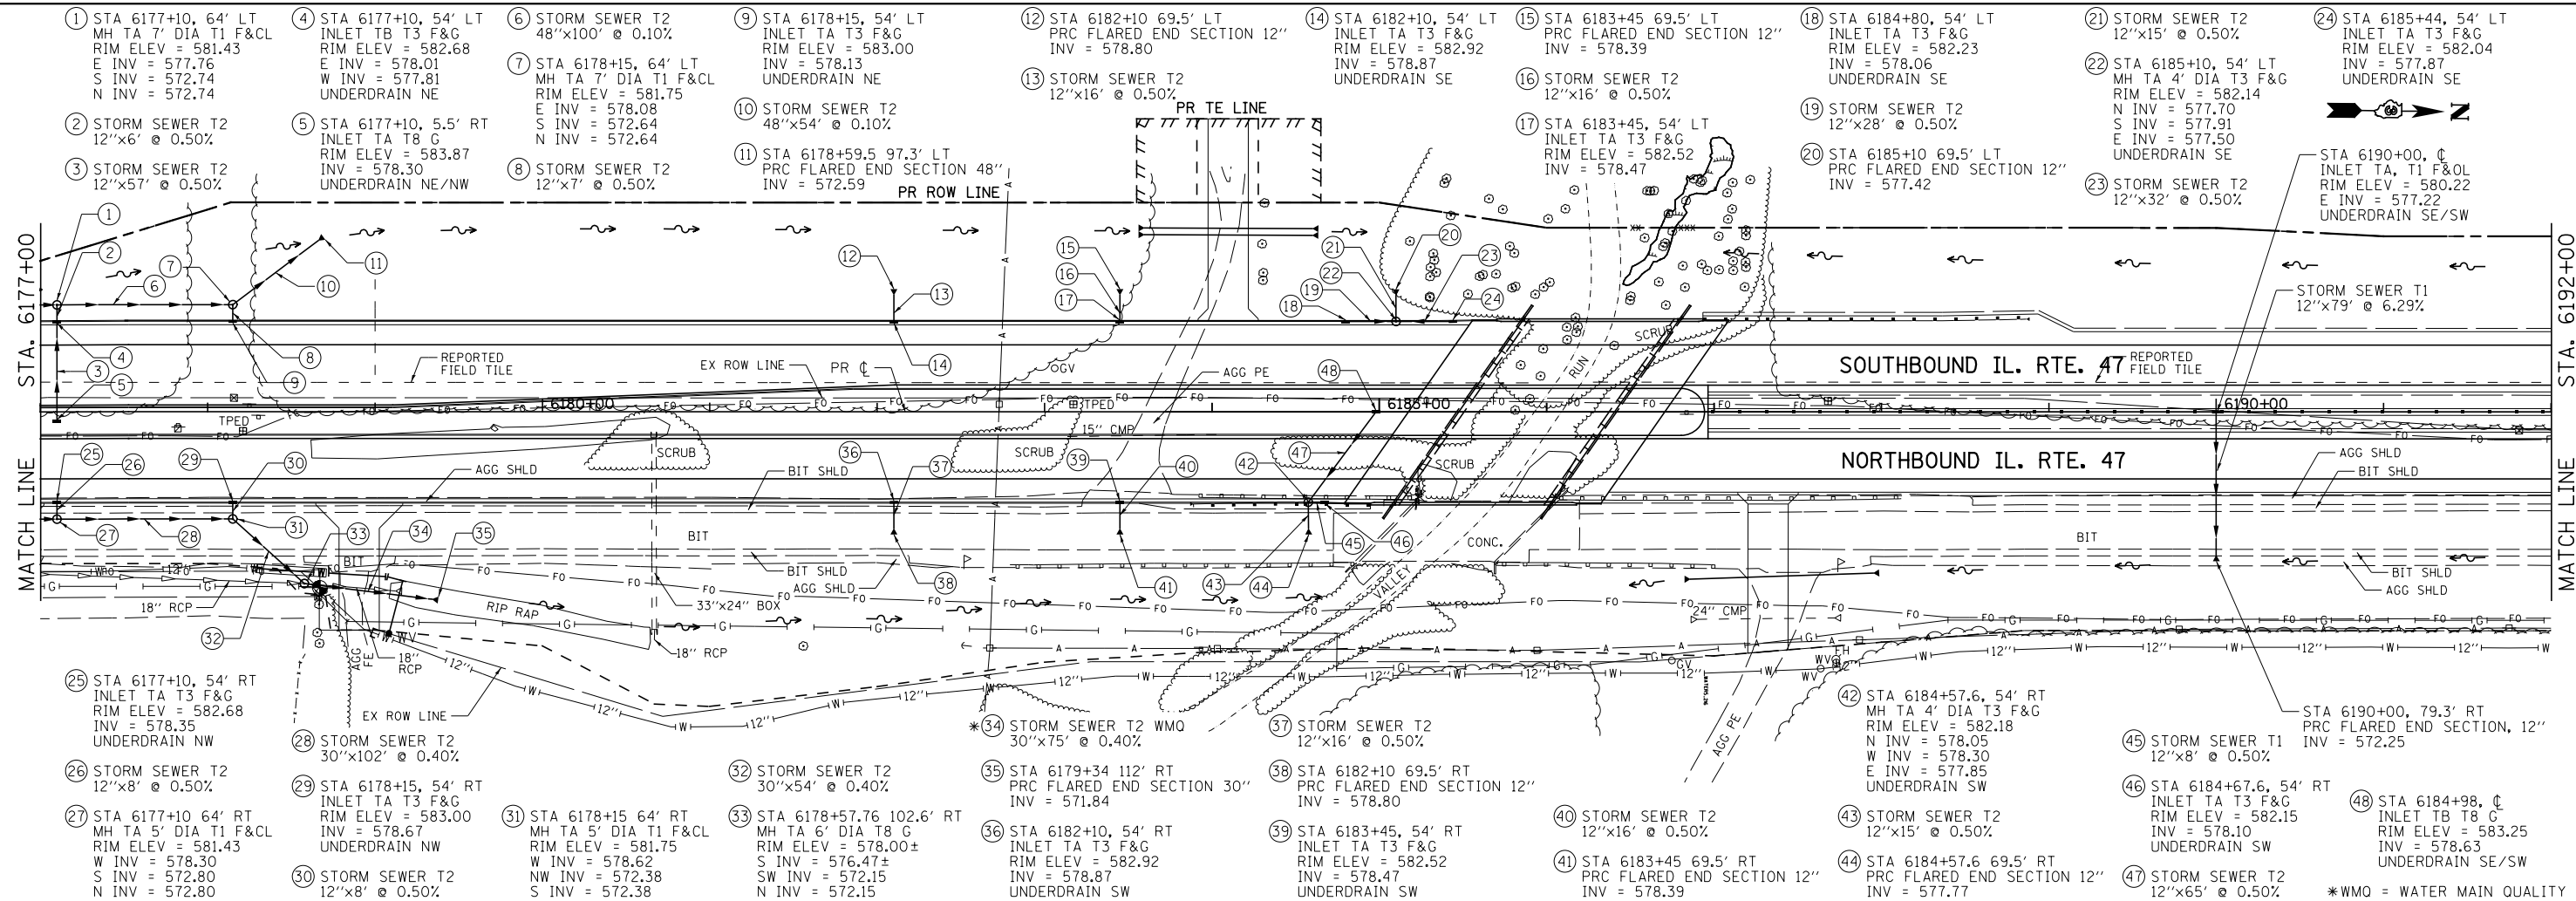 1 STA 6177+10, 64' LT
MH TA 7' DIA T1 F&CL
RIM ELEV = 581.43
E INV = 577.76
S INV = 572.74
N INV = 572.74
2 STORM SEWER T2
12''x6' @ 0.50%
3 STORM SEWER T2
12''x57' @ 0.50%
4 STA 6177+10, 54' LT
INLET TB T3 F&G
RIM ELEV = 582.68
E INV = 578.01
W INV = 577.81
UNDERDRAIN NE
5 STA 6177+10, 5.5' RT
INLET TA T8 G
RIM ELEV = 583.87
INV = 578.30
UNDERDRAIN NE/NW
6 STORM SEWER T2
48''x100' @ 0.10%
7 STA 6178+15, 64' LT
MH TA 7' DIA T1 F&CL
RIM ELEV = 581.75
E INV = 578.08
S INV = 572.64
N INV = 572.64
8 STORM SEWER T2
12''x7' @ 0.50%
9 STA 6178+15, 54' LT
INLET TA T3 F&G
RIM ELEV = 583.00
INV = 578.13
UNDERDRAIN NE
10 STORM SEWER T2
48''x54' @ 0.10%
11 STA 6178+59.5 97.3' LT
PRC FLARED END SECTION 48''
INV = 572.59
12 STA 6182+10 69.5' LT
PRC FLARED END SECTION 12''
INV = 578.80
13 STORM SEWER T2
12''x16' @ 0.50%
14 STA 6182+10, 54' LT
INLET TA T3 F&G
RIM ELEV = 582.92
INV = 578.87
UNDERDRAIN SE
15 STA 6183+45 69.5' LT
PRC FLARED END SECTION 12''
INV = 578.39
16 STORM SEWER T2
12''x16' @ 0.50%
17 STA 6183+45, 54' LT
INLET TA T3 F&G
RIM ELEV = 582.52
INV = 578.47
18 STA 6184+80, 54' LT
INLET TA T3 F&G
RIM ELEV = 582.23
INV = 578.06
UNDERDRAIN SE
19 STORM SEWER T2
12''x28' @ 0.50%
20 STA 6185+10 69.5' LT
PRC FLARED END SECTION 12''
INV = 577.42
21 STORM SEWER T2
12''x15' @ 0.50%
22 STA 6185+10, 54' LT
MH TA 4' DIA T3 F&G
RIM ELEV = 582.14
N INV = 577.70
S INV = 577.91
E INV = 577.50
UNDERDRAIN SE
23 STORM SEWER T2
12''x32' @ 0.50%
24 STA 6185+44, 54' LT
INLET TA T3 F&G
RIM ELEV = 582.04
INV = 577.87
UNDERDRAIN SE
N
STA 6190+00, ℄
INLET TA, T1 F&OL
RIM ELEV = 580.22
E INV = 577.22
UNDERDRAIN SE/SW
STORM SEWER T1
12''x79' @ 6.29%
PR TE LINE
PR ROW LINE
MATCH LINE STA. 6177+00
MATCH LINE STA. 6192+00
REPORTED
FIELD TILE
EX ROW LINE
PR ℄
GV
AGG PE
RUN
SCRUB
SOUTHBOUND IL. RTE. 47
REPORTED
FIELD TILE
6180+00
6185+00
6190+00
TPED
TPED
15'' CMP
SCRUB
SCRUB
SCRUB
NORTHBOUND IL. RTE. 47
AGG SHLD
BIT SHLD
AGG SHLD
BIT SHLD
BIT
BIT
CONC.
BIT
BIT SHLD
AGG SHLD
BIT SHLD
AGG SHLD
VALLEY
18'' RCP
RIP RAP
33''x24'' BOX
24'' CMP
18'' RCP
AGG FE
18''
RCP
WV
GV
FH
WV
WV
EX ROW LINE
AGG PE
25 STA 6177+10, 54' RT
INLET TA T3 F&G
RIM ELEV = 582.68
INV = 578.35
UNDERDRAIN NW
26 STORM SEWER T2
12''x8' @ 0.50%
27 STA 6177+10 64' RT
MH TA 5' DIA T1 F&CL
RIM ELEV = 581.43
W INV = 578.30
S INV = 572.80
N INV = 572.80
28 STORM SEWER T2
30''x102' @ 0.40%
29 STA 6178+15, 54' RT
INLET TA T3 F&G
RIM ELEV = 583.00
INV = 578.67
UNDERDRAIN NW
30 STORM SEWER T2
12''x8' @ 0.50%
31 STA 6178+15 64' RT
MH TA 5' DIA T1 F&CL
RIM ELEV = 581.75
W INV = 578.62
NW INV = 572.38
S INV = 572.38
32 STORM SEWER T2
30''x54' @ 0.40%
33 STA 6178+57.76 102.6' RT
MH TA 6' DIA T8 G
RIM ELEV = 578.00±
S INV = 576.47±
SW INV = 572.15
N INV = 572.15
*34 STORM SEWER T2 WMQ
30''x75' @ 0.40%
35 STA 6179+34 112' RT
PRC FLARED END SECTION 30''
INV = 571.84
36 STA 6182+10, 54' RT
INLET TA T3 F&G
RIM ELEV = 582.92
INV = 578.87
UNDERDRAIN SW
37 STORM SEWER T2
12''x16' @ 0.50%
38 STA 6182+10 69.5' RT
PRC FLARED END SECTION 12''
INV = 578.80
39 STA 6183+45, 54' RT
INLET TA T3 F&G
RIM ELEV = 582.52
INV = 578.47
UNDERDRAIN SW
40 STORM SEWER T2
12''x16' @ 0.50%
41 STA 6183+45 69.5' RT
PRC FLARED END SECTION 12''
INV = 578.39
42 STA 6184+57.6, 54' RT
MH TA 4' DIA T3 F&G
RIM ELEV = 582.18
N INV = 578.05
W INV = 578.30
E INV = 577.85
UNDERDRAIN SW
43 STORM SEWER T2
12''x15' @ 0.50%
44 STA 6184+57.6 69.5' RT
PRC FLARED END SECTION 12''
INV = 577.77
45 STORM SEWER T1
12''x8' @ 0.50%
46 STA 6184+67.6, 54' RT
INLET TA T3 F&G
RIM ELEV = 582.15
INV = 578.10
UNDERDRAIN SW
47 STORM SEWER T2
12''x65' @ 0.50%
STA 6190+00, 79.3' RT
PRC FLARED END SECTION, 12''
INV = 572.25
48 STA 6184+98, ℄
INLET TB T8 G
RIM ELEV = 583.25
INV = 578.63
UNDERDRAIN SE/SW
*WMQ = WATER MAIN QUALITY